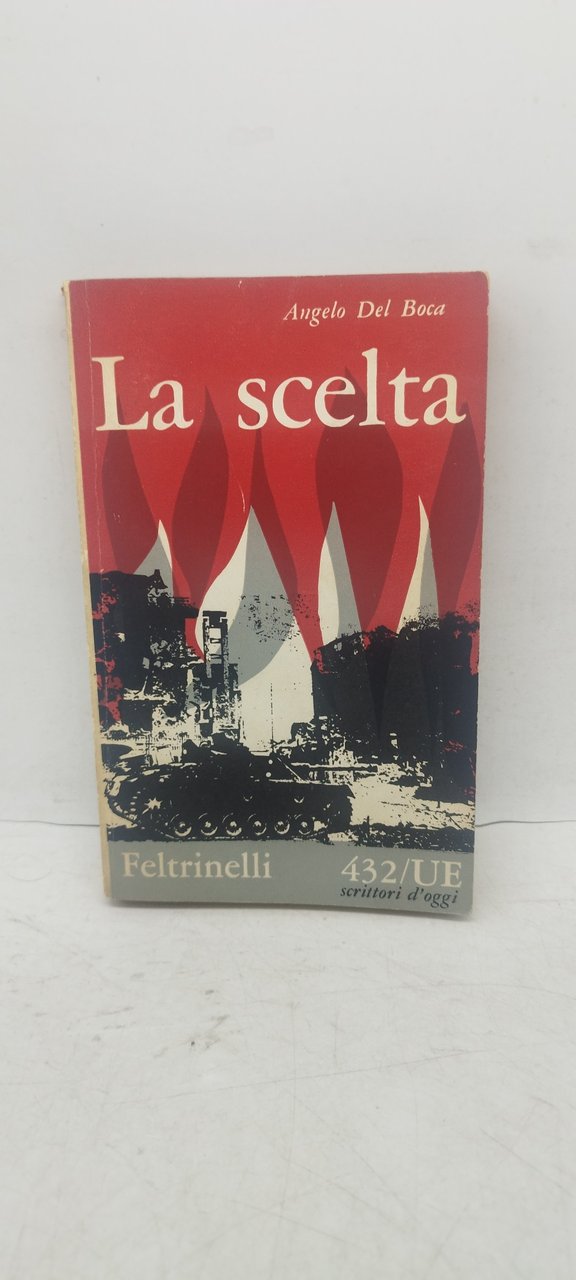 Angelo Del Boca
La scelta
Feltrinelli 432/UE
scrittori d'oggi